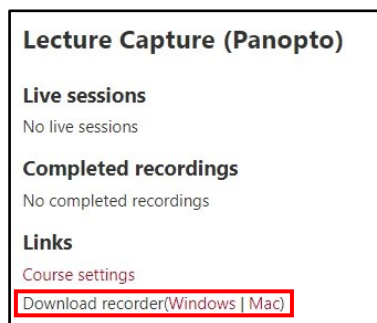 Lecture Capture (Panopto)
Live sessions
No live sessions
Completed recordings
No completed recordings
Links
Course settings
Download recorder(Windows | Mac)